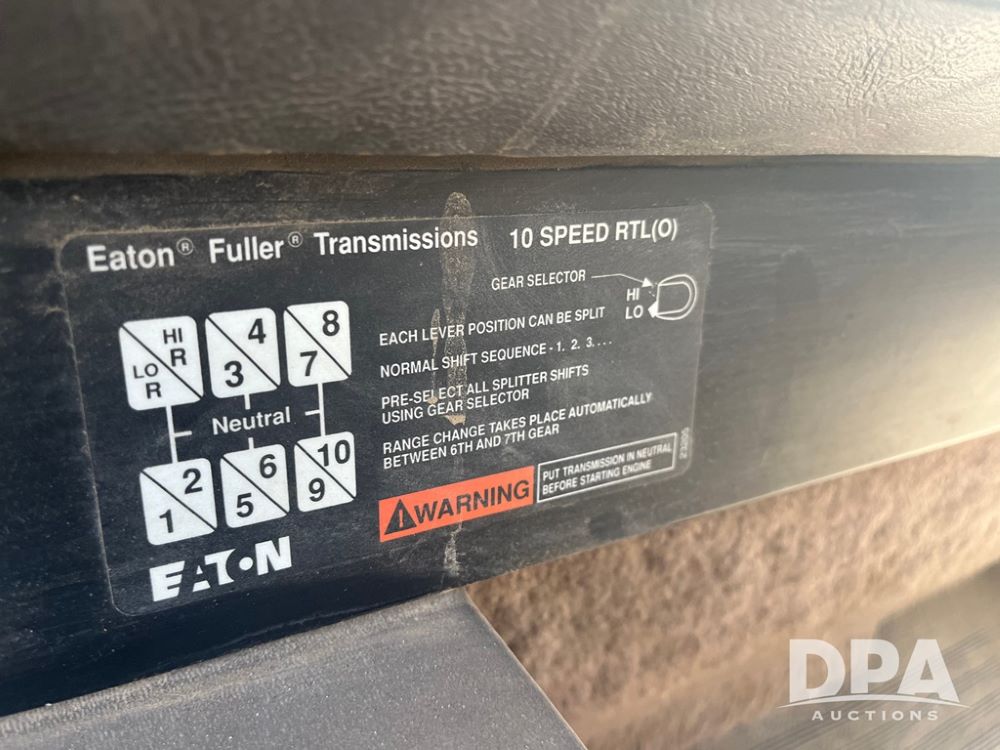 Eaton® Fuller® Transmissions 10 SPEED RTL(O)
GEAR SELECTOR
HI
LO
HI
R
LO
R
4
3
8
7
Neutral
2
1
6
5
10
9
EACH LEVER POSITION CAN BE SPLIT
NORMAL SHIFT SEQUENCE - 1. 2. 3. . . .
PRE-SELECT ALL SPLITTER SHIFTS
USING GEAR SELECTOR
RANGE CHANGE TAKES PLACE AUTOMATICALLY
BETWEEN 6TH AND 7TH GEAR
WARNING
PUT TRANSMISSION IN NEUTRAL
BEFORE STARTING ENGINE
EATON
DPA
AUCTIONS